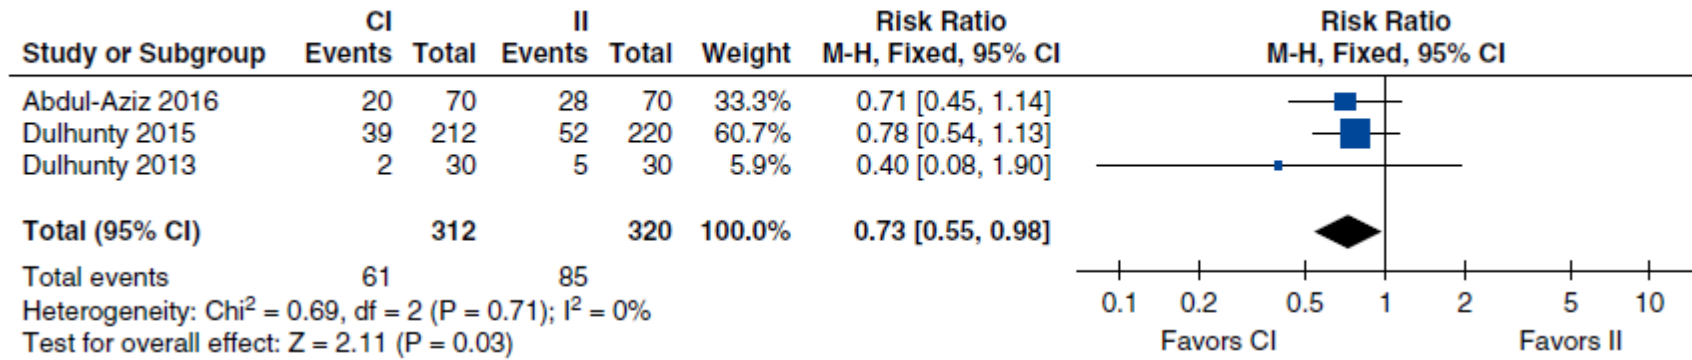 CI II Risk Ratio Risk Ratio
Study or Subgroup Events Total Events Total Weight M-H, Fixed, 95% CI M-H, Fixed, 95% CI
Abdul-Aziz 2016 20 70 28 70 33.3% 0.71 [0.45, 1.14]
Dulhunty 2015 39 212 52 220 60.7% 0.78 [0.54, 1.13]
Dulhunty 2013 2 30 5 30 5.9% 0.40 [0.08, 1.90]
Total (95% CI) 312 320 100.0% 0.73 [0.55, 0.98]
Total events 61 85
Heterogeneity: Chi² = 0.69, df = 2 (P = 0.71); I² = 0%
Test for overall effect: Z = 2.11 (P = 0.03)
0.1 0.2 0.5 1 2 5 10
Favors CI Favors II